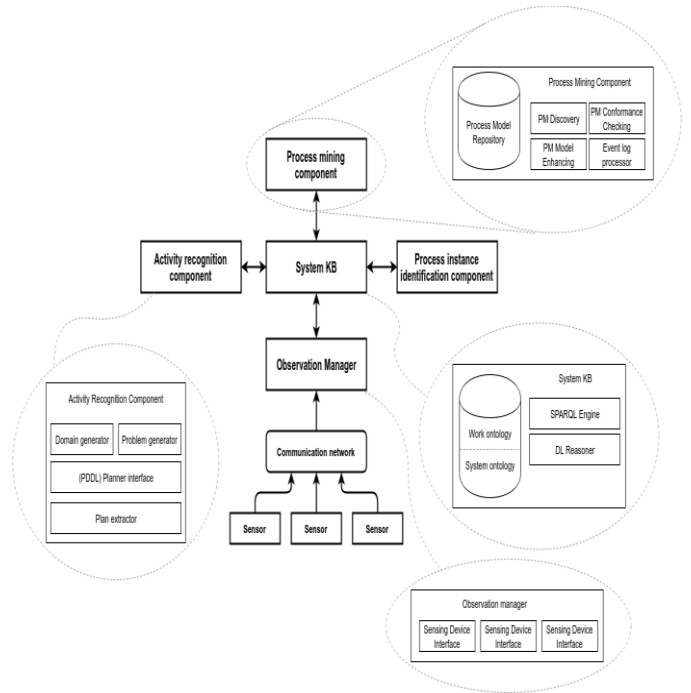 Process Mining Component
Process Model
Repository
PM Discovery
PM Conformance
Checking
PM Model
Enhancing
Event log
processor
Process mining
component
Activity recognition
component
System KB
Process instance
identification component
Observation Manager
Communication network
Sensor
Sensor
Sensor
Activity Recognition Component
Domain generator
Problem generator
(PDDL) Planner interface
Plan extractor
System KB
Work ontology
System ontology
SPARQL Engine
DL Reasoner
Observation manager
Sensing Device
Interface
Sensing Device
Interface
Sensing Device
Interface